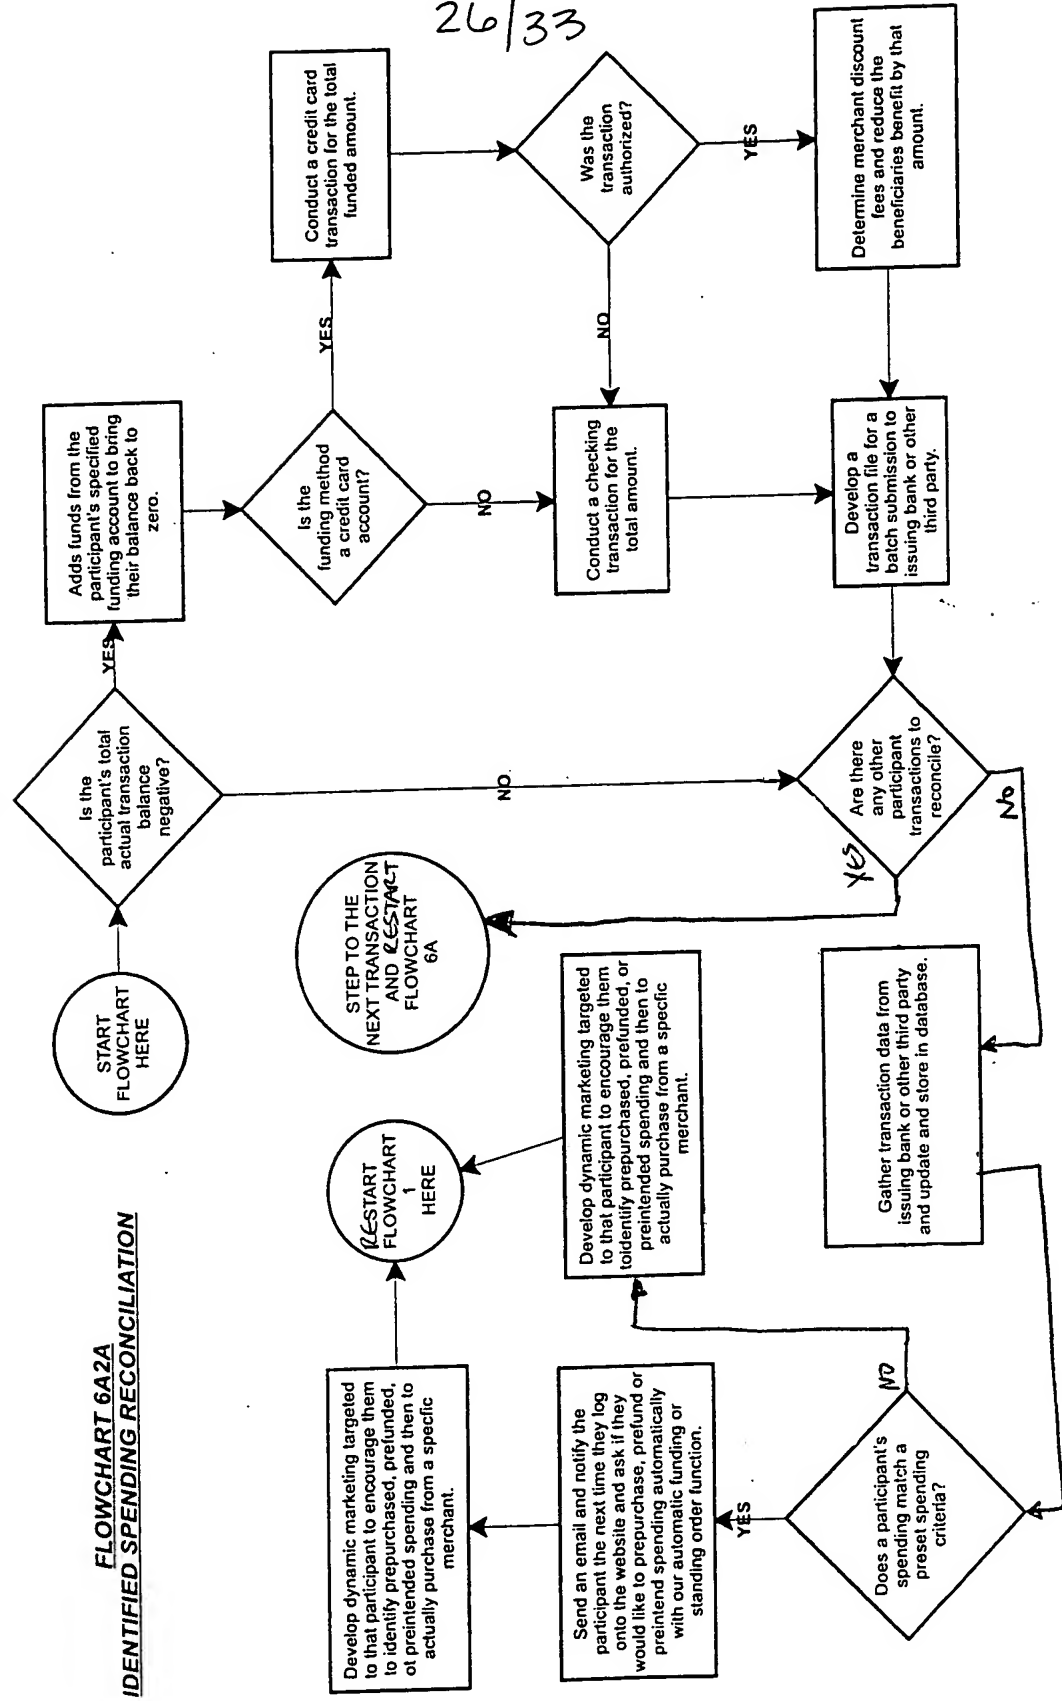 26/33
FLOWCHART 6A2A
IDENTIFIED SPENDING RECONCILIATION
START
FLOWCHART
HERE
Is the
participant's total
actual transaction
balance
negative?
YES
Adds funds from the
participant's specified
funding account to bring
their balance back to
zero.
NO
Is the
funding method
a credit card
account?
YES
Conduct a credit card
transaction for the total
funded amount.
NO
Conduct a checking
transaction for the
total amount.
Was the
transaction
authorized?
NO
YES
Determine merchant discount
fees and reduce the
beneficiaries benefit by that
amount.
Develop a
transaction file for a
batch submission to
issuing bank or other
third party.
Are there
any other
participant
transactions to
reconcile?
YES
STEP TO THE
NEXT TRANSACTION
AND RESTART
FLOWCHART
6A
No
Gather transaction data from
issuing bank or other third party
and update and store in database.
Does a participant's
spending match a
preset spending
criteria?
NO
Develop dynamic marketing targeted
to that participant to encourage them
toidentify prepurchased, prefunded, or
preintended spending and then to
actually purchase from a specfic
merchant.
YES
Send an email and notify the
participant the next time they log
onto the website and ask if they
would like to prepurchase, prefund or
preintend spending automatically
with our automatic funding or
standing order function.
Develop dynamic marketing targeted
to that participant to encourage them
to identify prepurchased, prefunded,
ot preintended spending and then to
actually purchase from a specfic
merchant.
RESTART
FLOWCHART
1
HERE